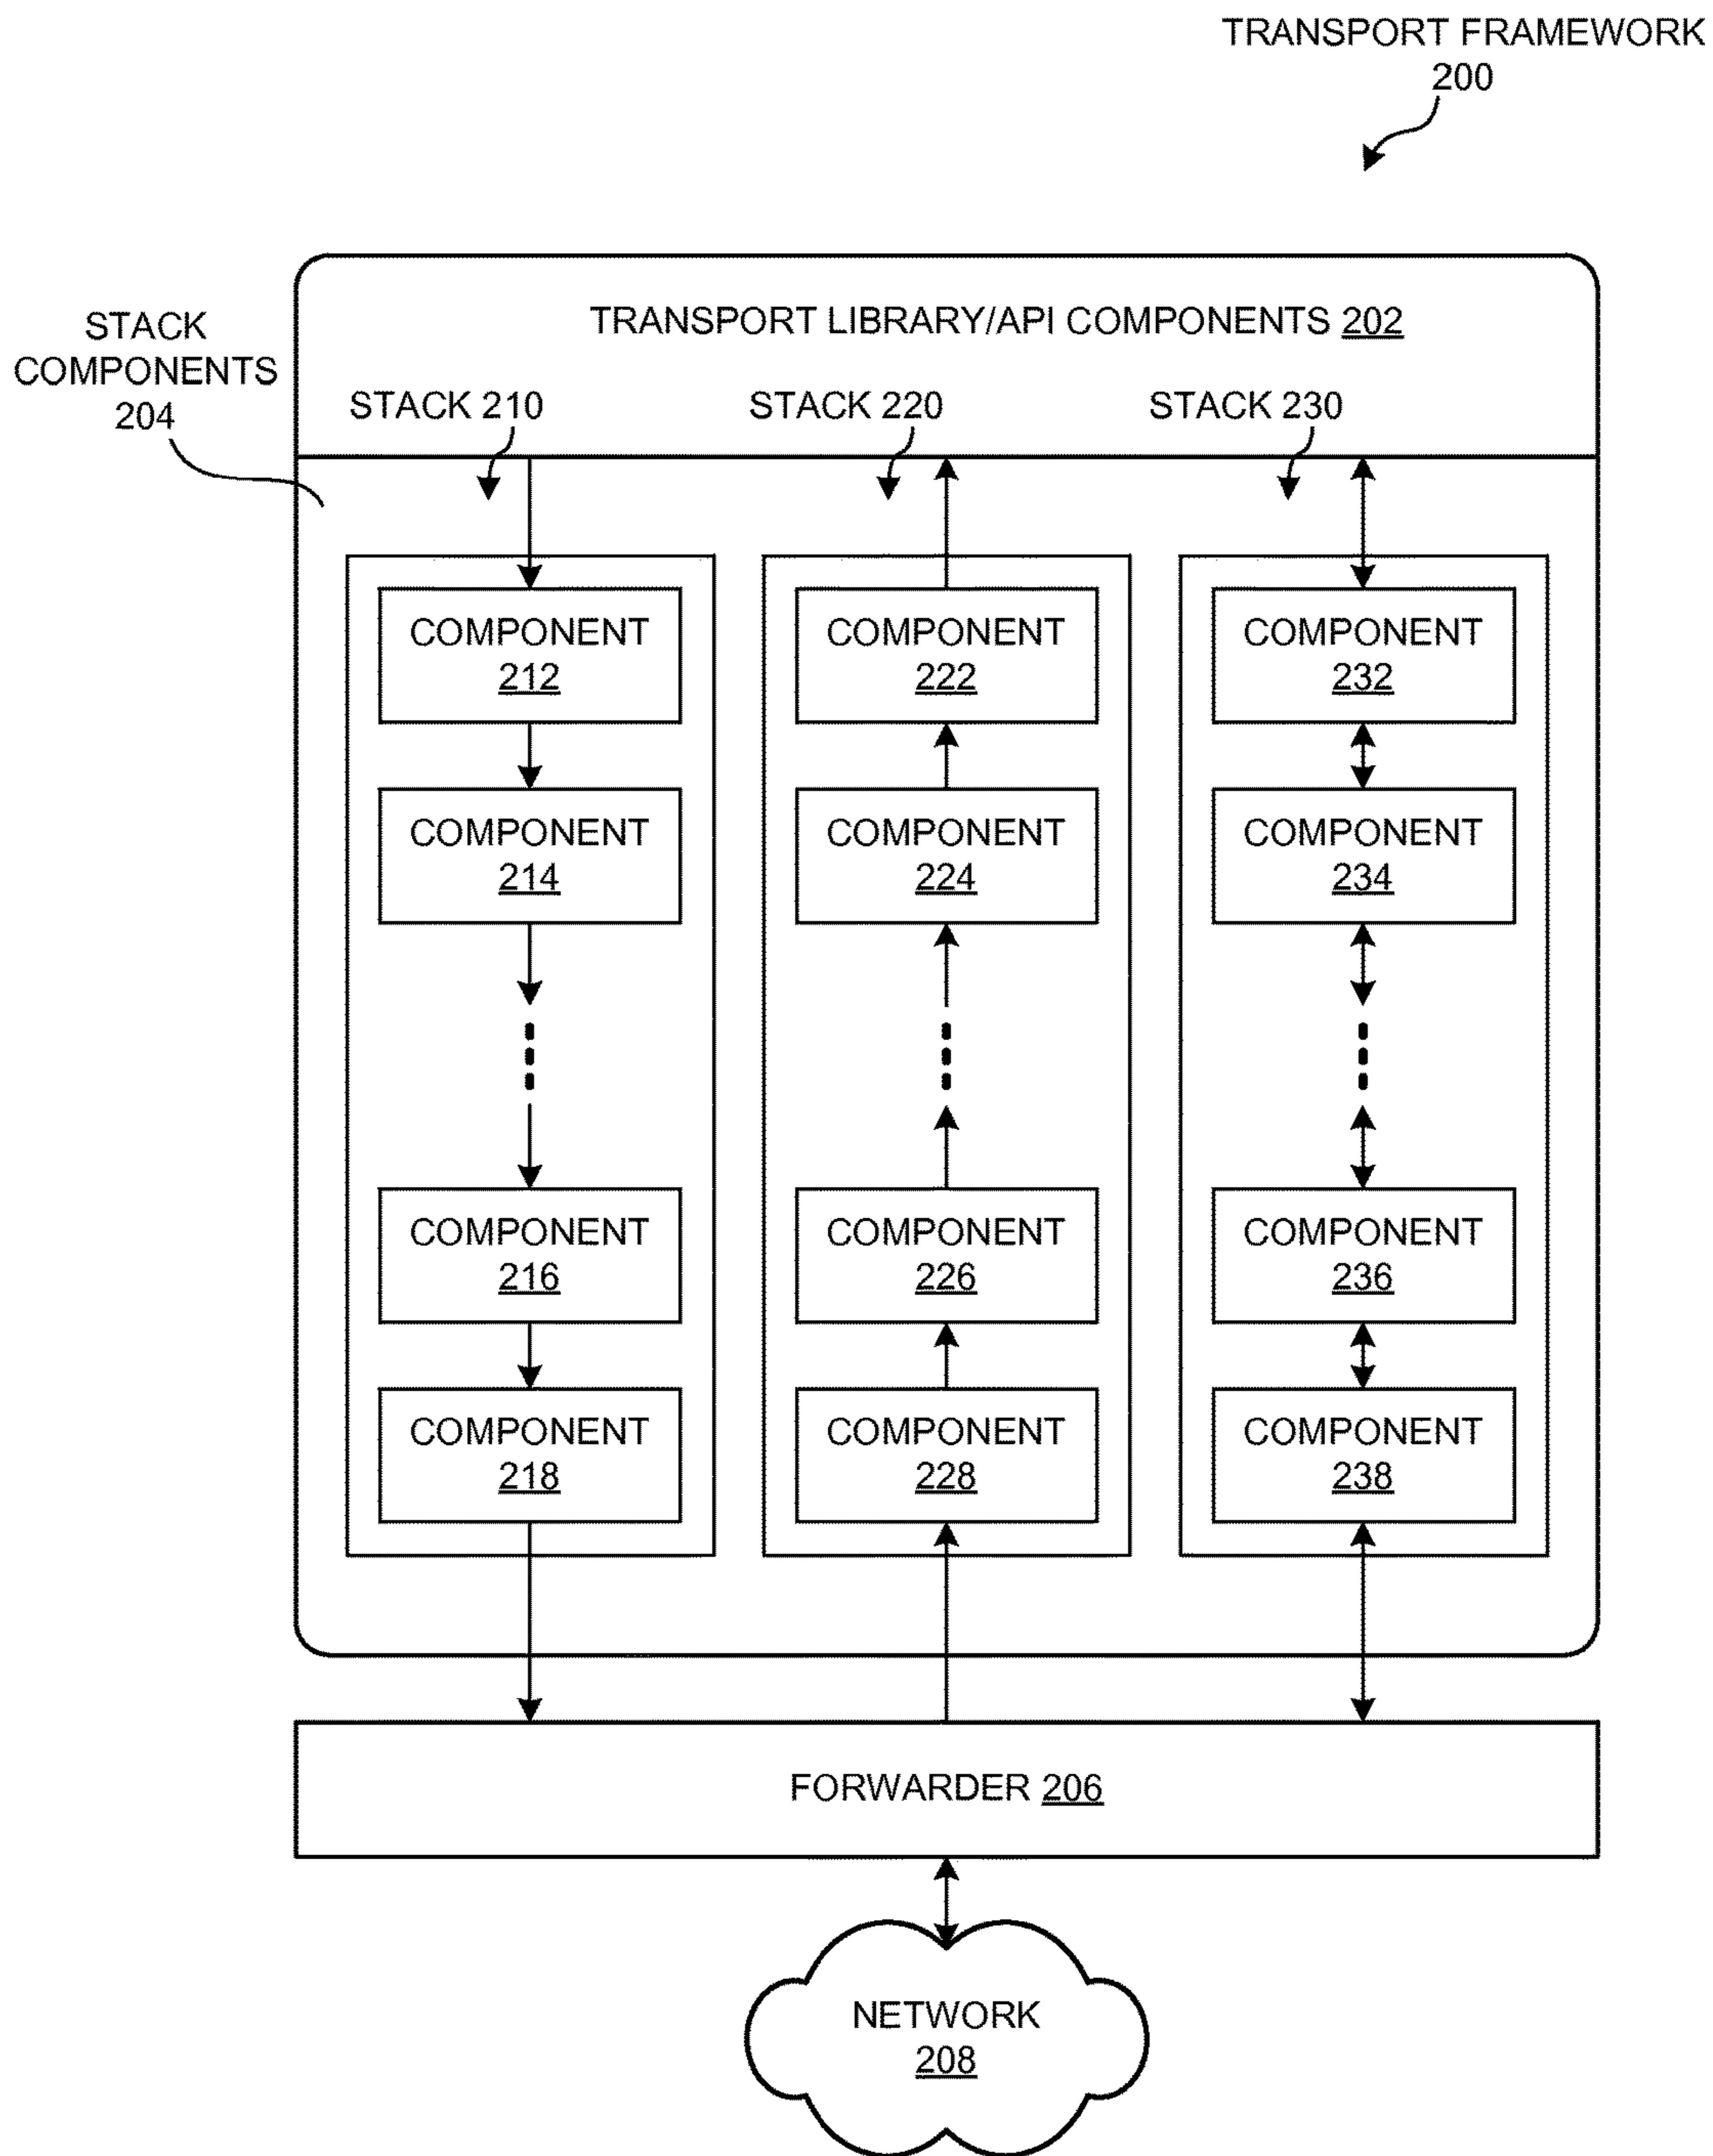 TRANSPORT FRAMEWORK
200
TRANSPORT LIBRARY/API COMPONENTS 202
STACK
COMPONENTS
204
STACK 210
STACK 220
STACK 230
COMPONENT
212
COMPONENT
222
COMPONENT
232
COMPONENT
214
COMPONENT
224
COMPONENT
234
COMPONENT
216
COMPONENT
226
COMPONENT
236
COMPONENT
218
COMPONENT
228
COMPONENT
238
FORWARDER 206
NETWORK
208